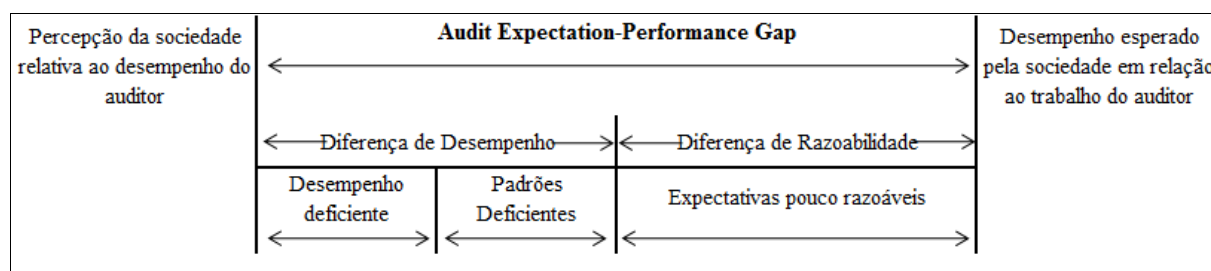 Percepção da sociedade
relativa ao desempenho do
auditor
Audit Expectation-Performance Gap
Desempenho esperado
pela sociedade em relação
ao trabalho do auditor
Diferença de Desempenho
Diferença de Razoabilidade
Desempenho
deficiente
Padrões
Deficientes
Expectativas pouco razoáveis